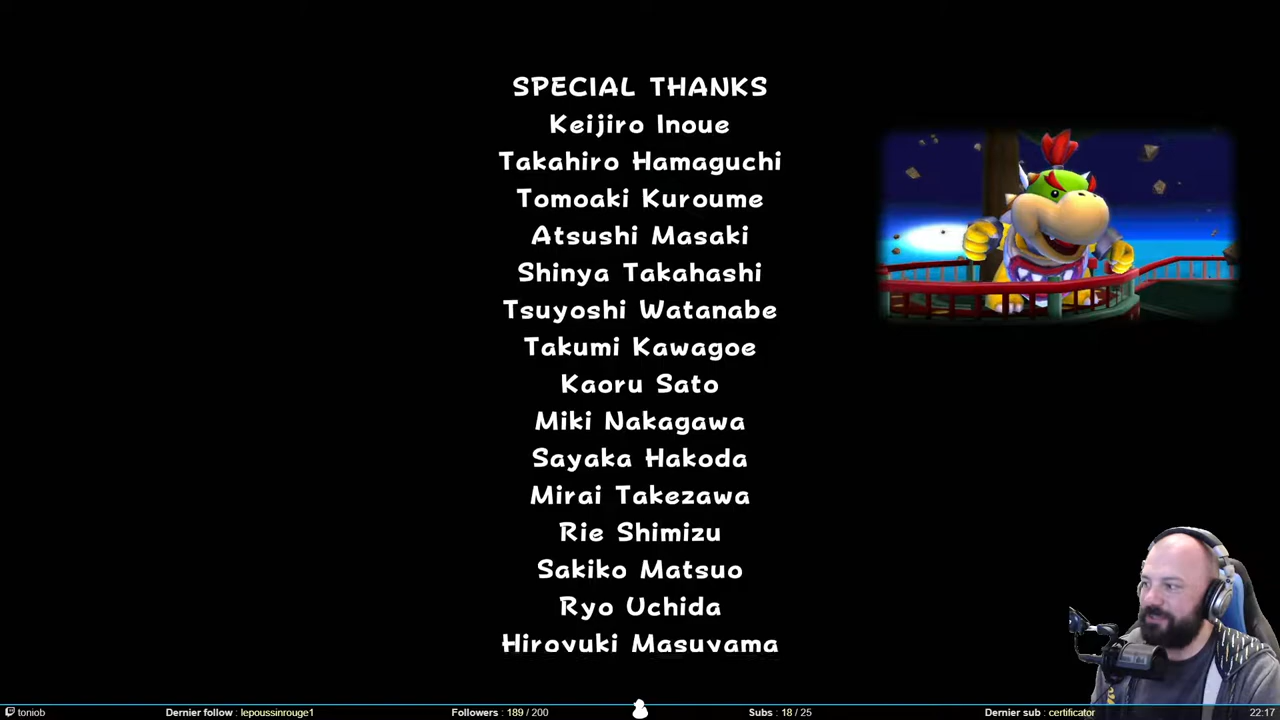 SPECIAL THANKS
Keijiro Inoue
Takahiro Hamaguchi
Tomoaki Kuroume
Atsushi Masaki
Shinya Takahashi
Tsuyoshi Watanabe
Takumi Kawagoe
Kaoru Sato
Miki Nakagawa
Sayaka Hakoda
Mirai Takezawa
Rie Shimizu
Sakiko Matsuo
Ryo Uchida
Hiroyuki Masuyama
toniob Dernier follow : lepoussinrouge1 Followers : 189 / 200 Subs : 18 / 25 Dernier sub : certificator 22:17